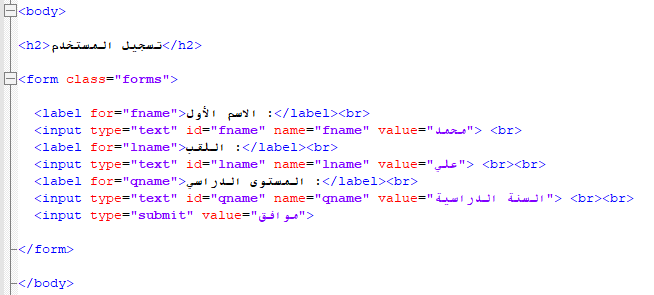 <body>
<h2>تسجيل المستخدم</h2>
<form class="forms">
<label for="fname">الاسم الأول :</label><br>
<input type="text" id="fname" name="fname" value="محمد"> <br>
<label for="lname">اللقب :</label><br>
<input type="text" id="lname" name="lname" value="علي"> <br><br>
<label for="qname">المستوى الدراسي :</label><br>
<input type="text" id="qname" name="qname" value="السنة الدراسية"> <br><br>
<input type="submit" value="موافق">
</form>
</body>